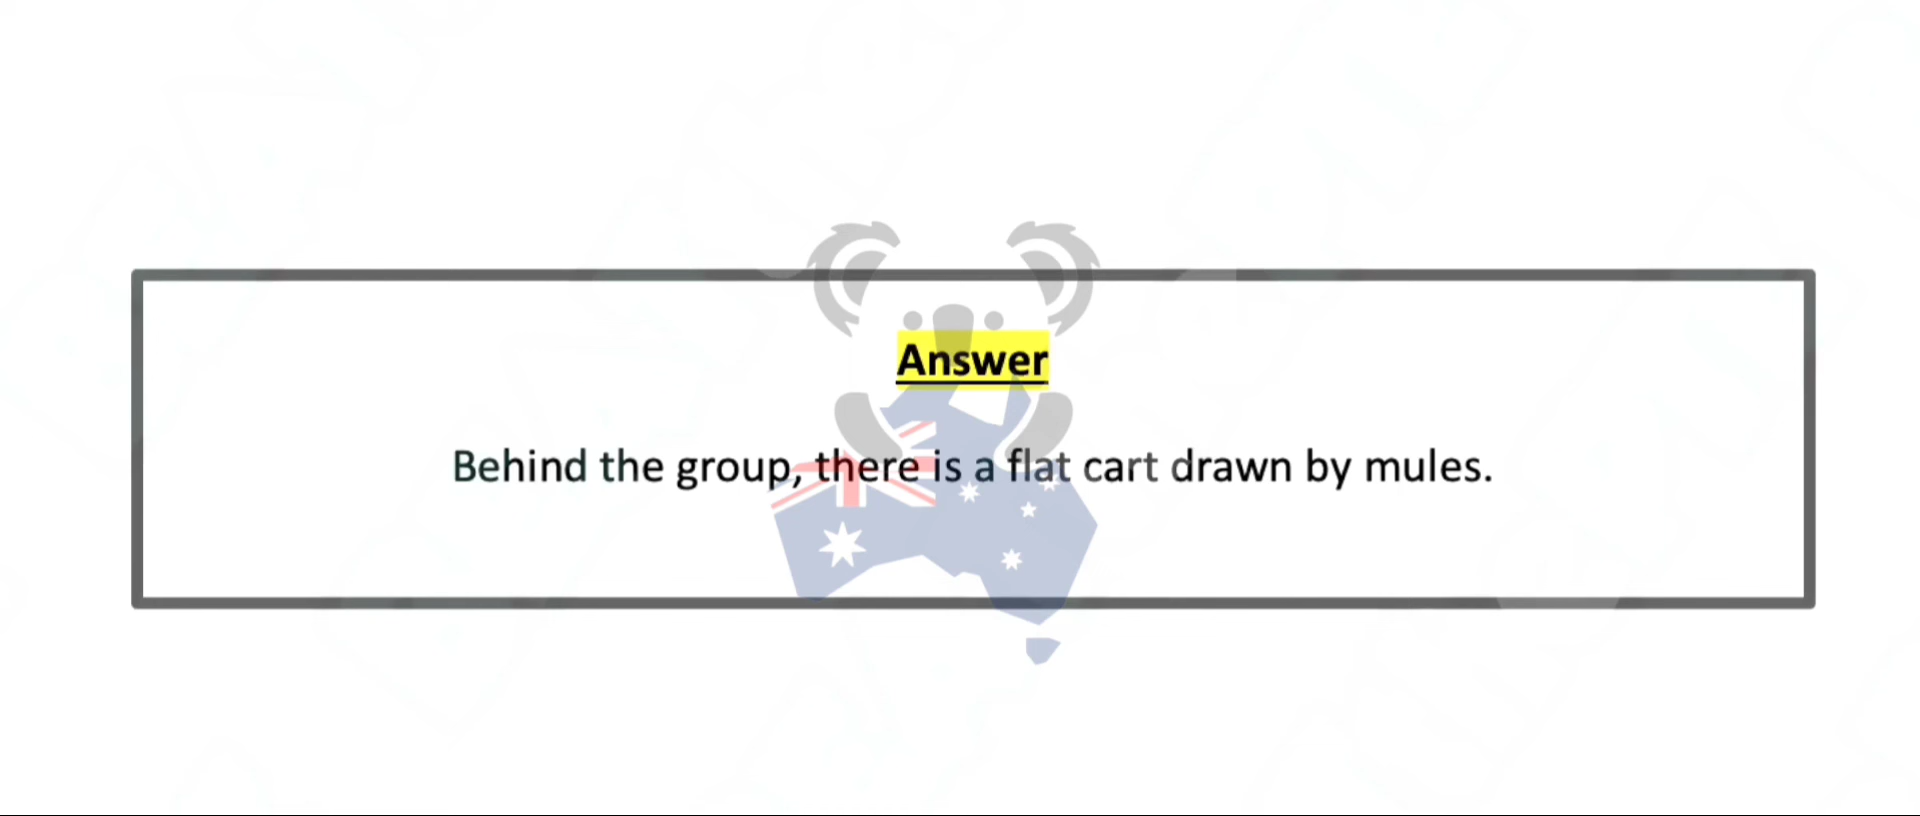 Answer
Behind the group, there is a flat cart drawn by mules.